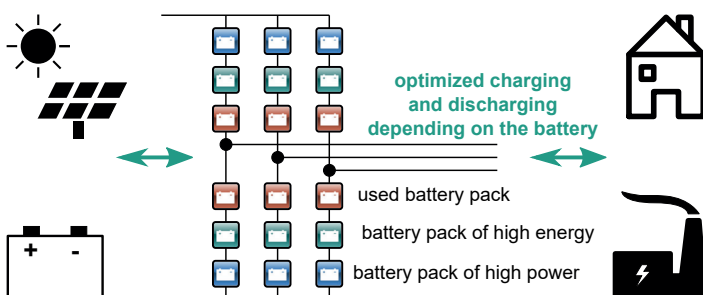 optimized charging
and discharging
depending on the battery
used battery pack
battery pack of high energy
battery pack of high power
+ -